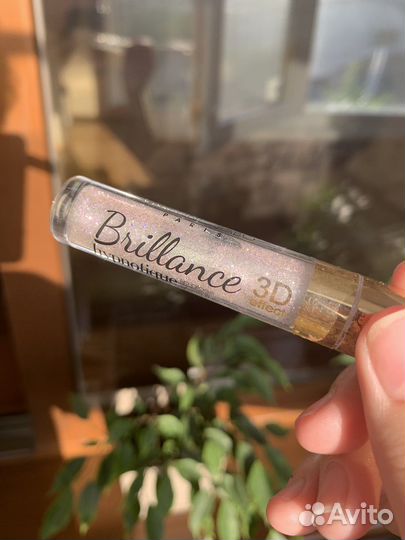 PARIS
Brillance
hypnotique
3D
effect
Avito